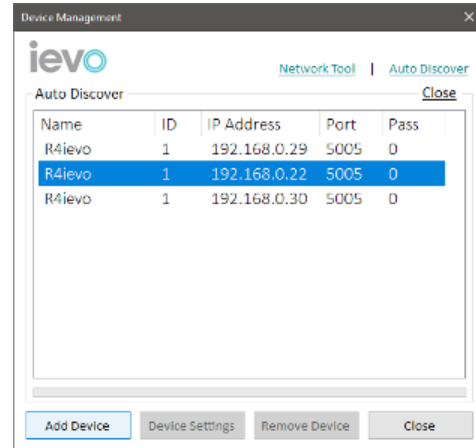 Device Management
ievo
Network Tool | Auto Discover
Auto Discover Close
Name ID IP Address Port Pass
R4ievo 1 192.168.0.29 5005 0
R4ievo 1 192.168.0.22 5005 0
R4ievo 1 192.168.0.30 5005 0
Add Device Device Settings Remove Device Close